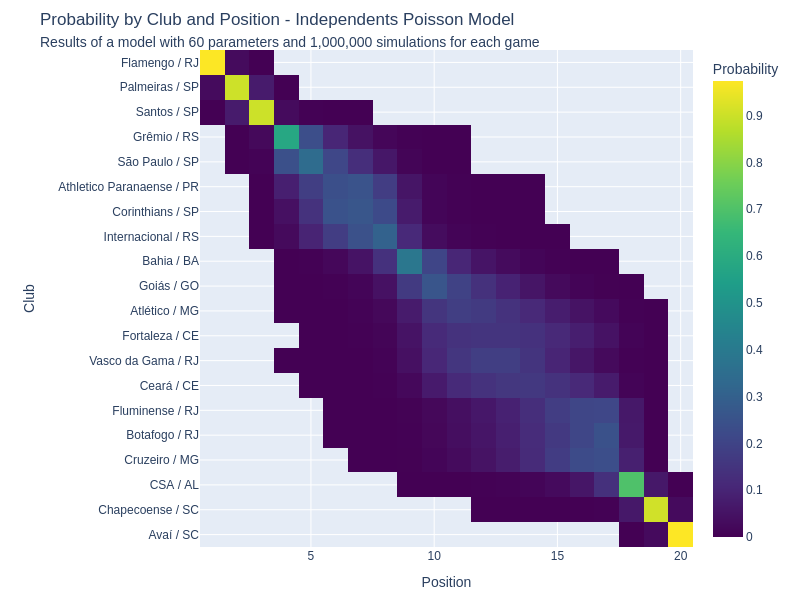 Probability by Club and Position - Independents Poisson Model
Results of a model with 60 parameters and 1,000,000 simulations for each game
Probability
Flamengo / RJ
Palmeiras / SP
Santos / SP
Grêmio / RS
São Paulo / SP
Athletico Paranaense / PR
Corinthians / SP
Internacional / RS
Bahia / BA
Goiás / GO
Atlético / MG
Fortaleza / CE
Vasco da Gama / RJ
Ceará / CE
Fluminense / RJ
Botafogo / RJ
Cruzeiro / MG
CSA / AL
Chapecoense / SC
Avaí / SC
Club
5
10
15
20
Position
0.9
0.8
0.7
0.6
0.5
0.4
0.3
0.2
0.1
0